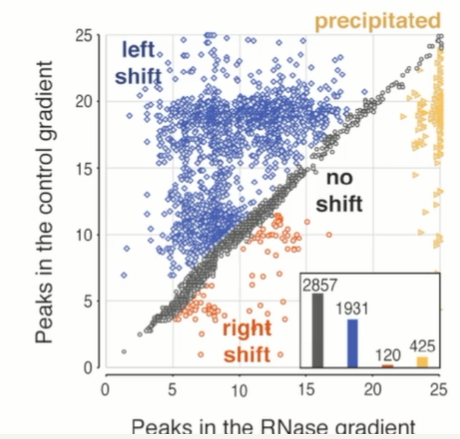 precipitated
25
left
shift
20
15
no
shift
10
2857
1931
5
right
shift
120
425
0
0 5 10 15 20 25
Peaks in the control gradient
Peaks in the RNase gradient